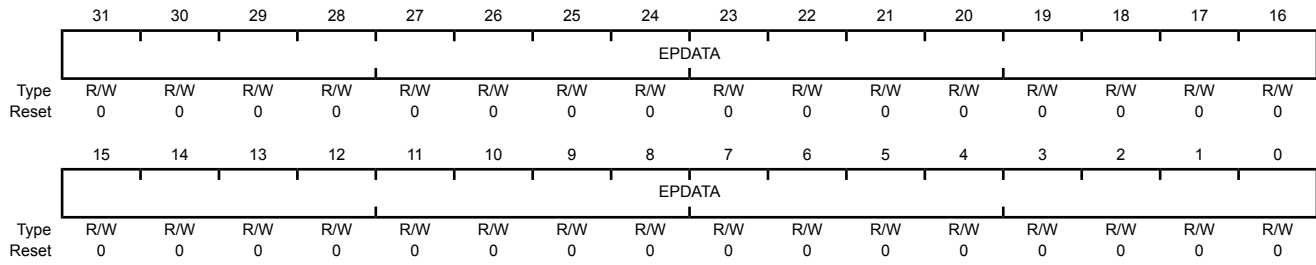 31 30 29 28 27 26 25 24 23 22 21 20 19 18 17 16
EPDATA
Type R/W R/W R/W R/W R/W R/W R/W R/W R/W R/W R/W R/W R/W R/W R/W R/W
Reset 0 0 0 0 0 0 0 0 0 0 0 0 0 0 0 0
15 14 13 12 11 10 9 8 7 6 5 4 3 2 1 0
EPDATA
Type R/W R/W R/W R/W R/W R/W R/W R/W R/W R/W R/W R/W R/W R/W R/W R/W
Reset 0 0 0 0 0 0 0 0 0 0 0 0 0 0 0 0